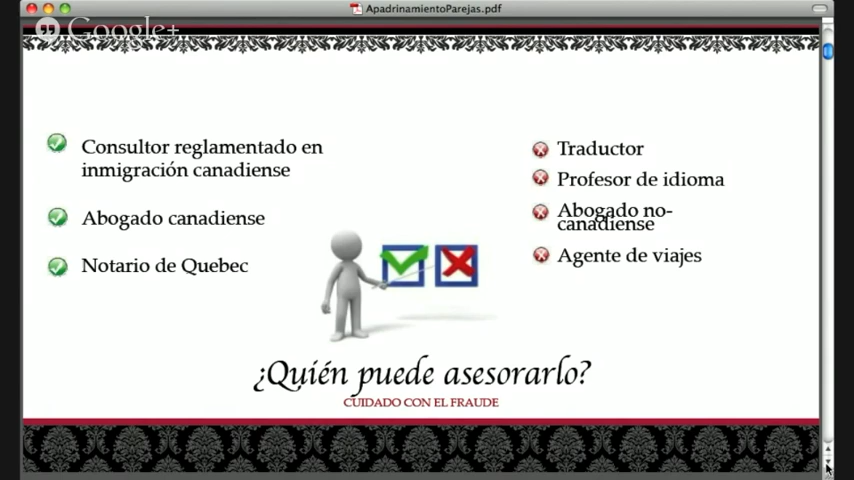 ApadrinamientoParejas.pdf
Google+
Consultor reglamentado en
inmigración canadiense
Abogado canadiense
Notario de Quebec
Traductor
Profesor de idioma
Abogado no-
canadiense
Agente de viajes
¿Quién puede asesorarlo?
CUIDADO CON EL FRAUDE